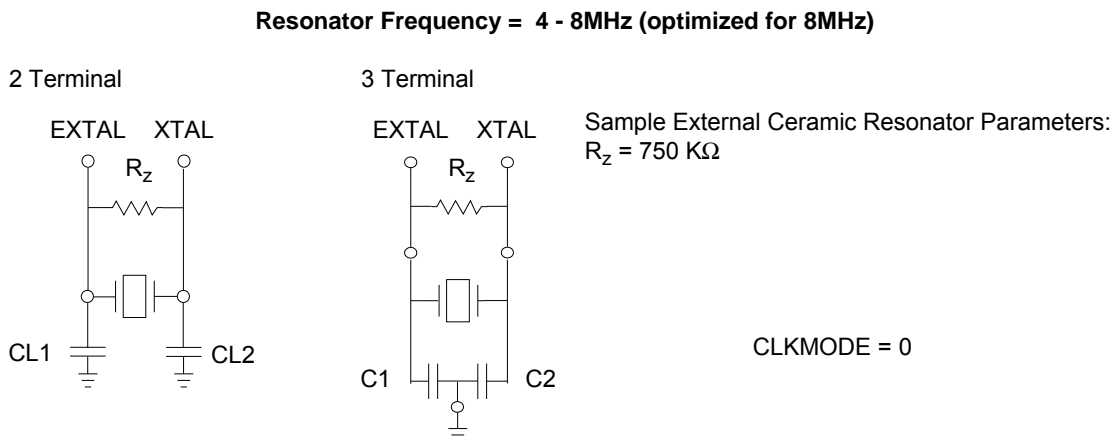 Resonator Frequency = 4 - 8MHz (optimized for 8MHz)
2 Terminal
3 Terminal
EXTAL XTAL
Rz
EXTAL XTAL
Rz
Sample External Ceramic Resonator Parameters:
Rz = 750 KΩ
CL1
CL2
C1
C2
CLKMODE = 0